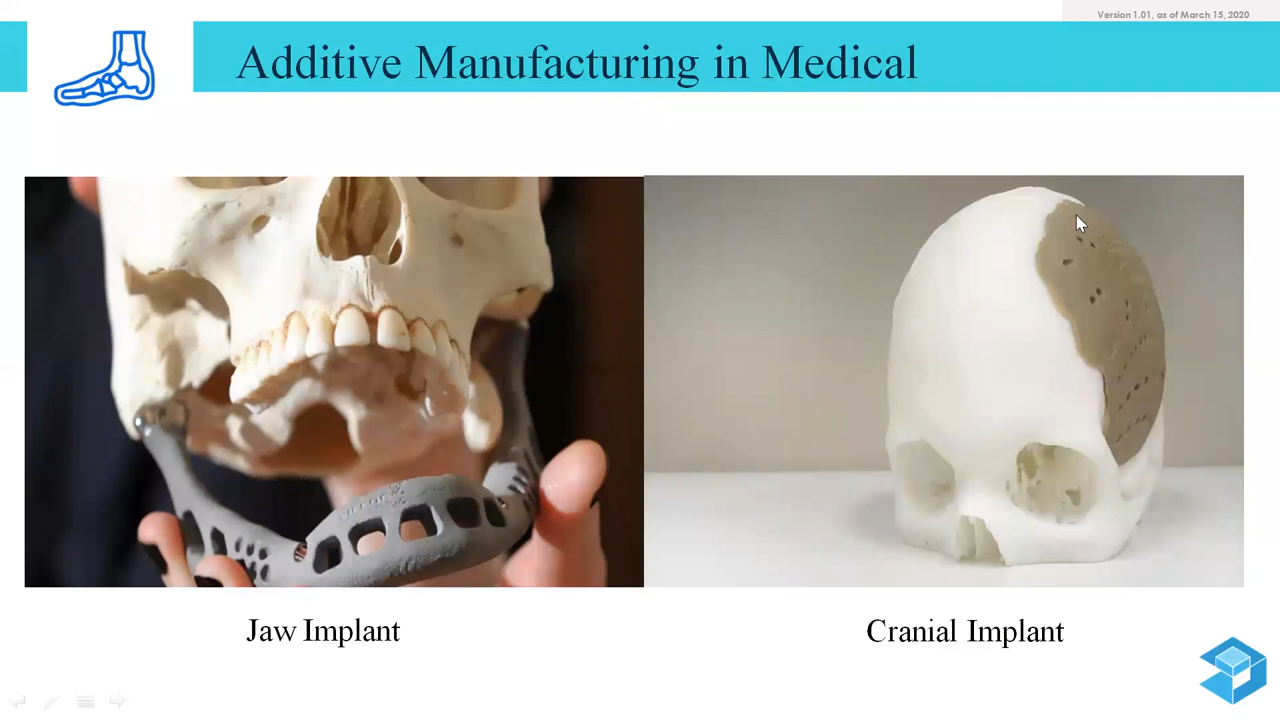 Version 1.01, as of March 15, 2020
Additive Manufacturing in Medical
Jaw Implant
Cranial Implant